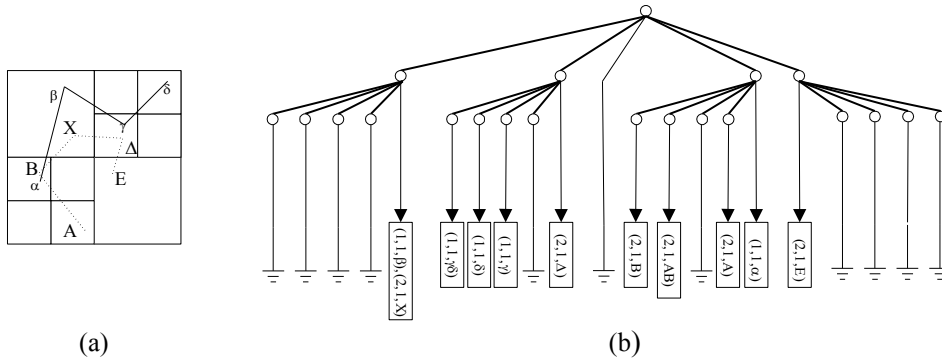 β
δ
X
γ
Δ
B
E
α
A
(1,1,β),(2,1,X)
(1,1,γδ)
(1,1,δ)
(1,1,γ)
(2,1,Δ)
(2,1,B)
(2,1,AB)
(2,1,A)
(1,1,α)
(2,1,E)
(a)
(b)